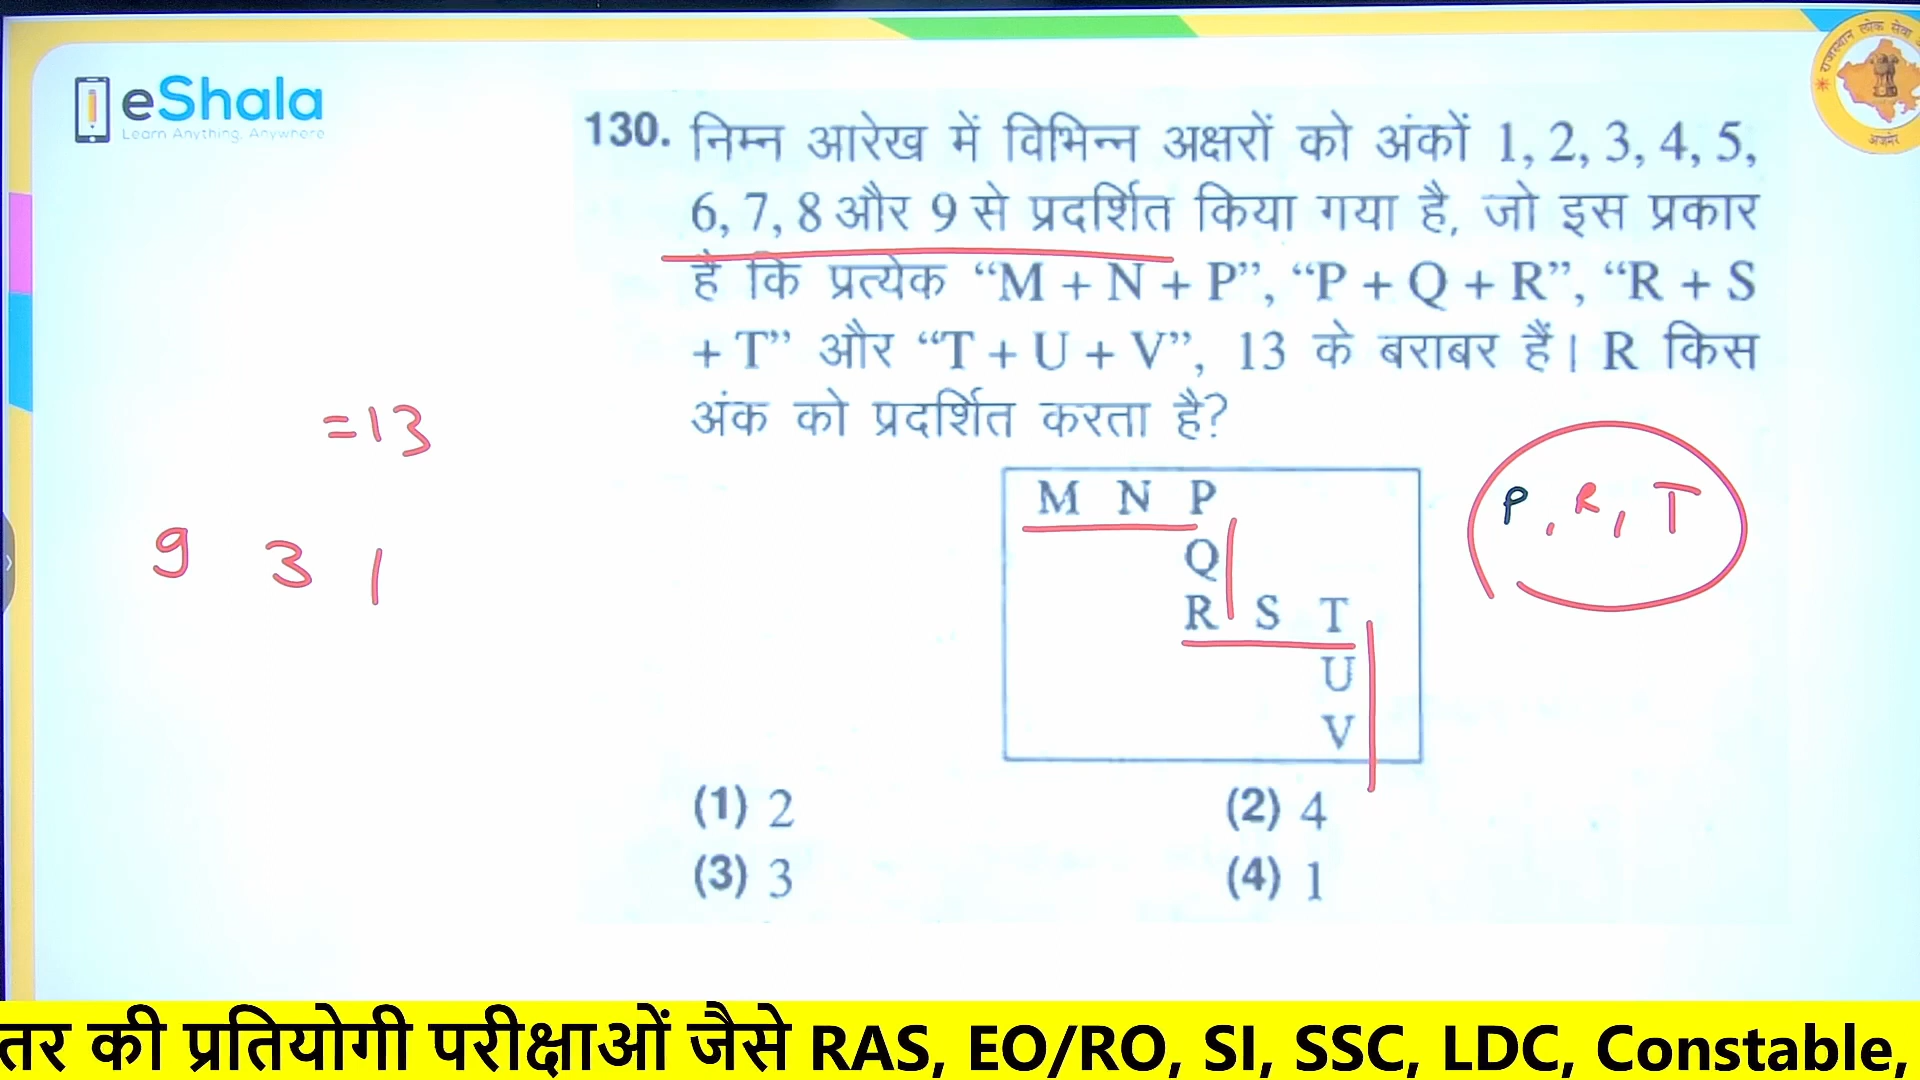 eShala
Learn Anything, Anywhere
राजस्थान लोक सेवा
अजमेर
130. निम्न आरेख में विभिन्न अक्षरों को अंकों 1, 2, 3, 4, 5,
6, 7, 8 और 9 से प्रदर्शित किया गया है, जो इस प्रकार
है कि प्रत्येक “M + N + P”, “P + Q + R”, “R + S
+ T” और “T + U + V”, 13 के बराबर हैं। R किस
अंक को प्रदर्शित करता है?
=13
9 3 1
M N P
Q
R S T
U
V
P, R, T
(1) 2 (2) 4
(3) 3 (4) 1
तर की प्रतियोगी परीक्षाओं जैसे RAS, EO/RO, SI, SSC, LDC, Constable,